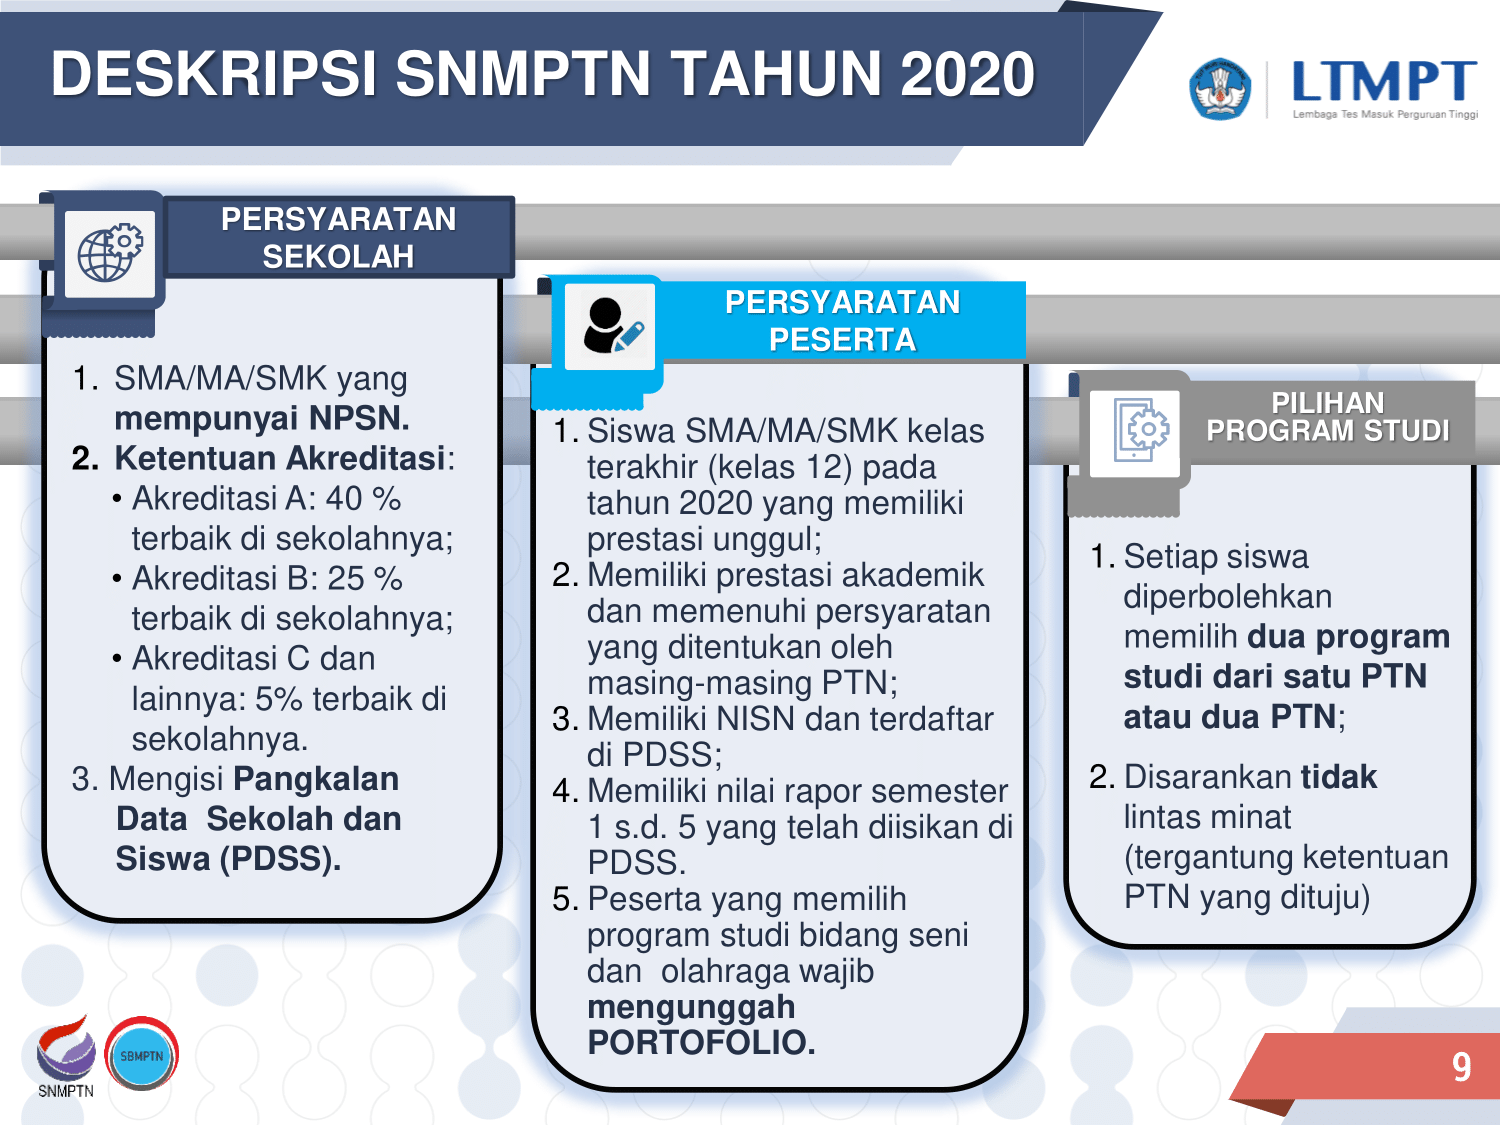 DESKRIPSI SNMPTN TAHUN 2020
LTMPT
Lembaga Tes Masuk Perguruan Tinggi
PERSYARATAN
SEKOLAH
1. SMA/MA/SMK yang
mempunyai NPSN.
2. Ketentuan Akreditasi:
• Akreditasi A: 40 %
terbaik di sekolahnya;
• Akreditasi B: 25 %
terbaik di sekolahnya;
• Akreditasi C dan
lainnya: 5% terbaik di
sekolahnya.
3. Mengisi Pangkalan
Data Sekolah dan
Siswa (PDSS).
PERSYARATAN
PESERTA
1. Siswa SMA/MA/SMK kelas
terakhir (kelas 12) pada
tahun 2020 yang memiliki
prestasi unggul;
2. Memiliki prestasi akademik
dan memenuhi persyaratan
yang ditentukan oleh
masing-masing PTN;
3. Memiliki NISN dan terdaftar
di PDSS;
4. Memiliki nilai rapor semester
1 s.d. 5 yang telah diisikan di
PDSS.
5. Peserta yang memilih
program studi bidang seni
dan olahraga wajib
mengunggah
PORTOFOLIO.
PILIHAN
PROGRAM STUDI
1. Setiap siswa
diperbolehkan
memilih dua program
studi dari satu PTN
atau dua PTN;
2. Disarankan tidak
lintas minat
(tergantung ketentuan
PTN yang dituju)
SNMPTN
SBMPTN
9